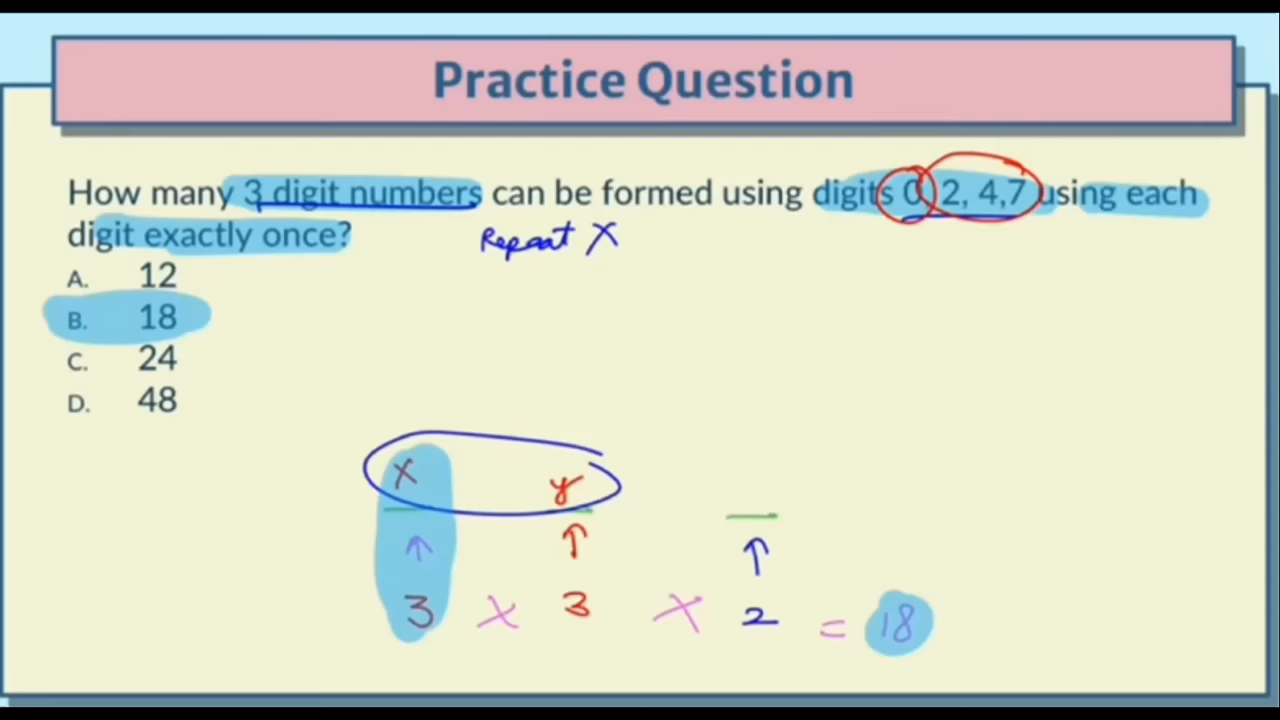 Practice Question
How many 3 digit numbers can be formed using digits 0, 2, 4,7 using each
digit exactly once?
Repeat X
A. 12
B. 18
C. 24
D. 48
x y
3 x 3 x 2 = 18